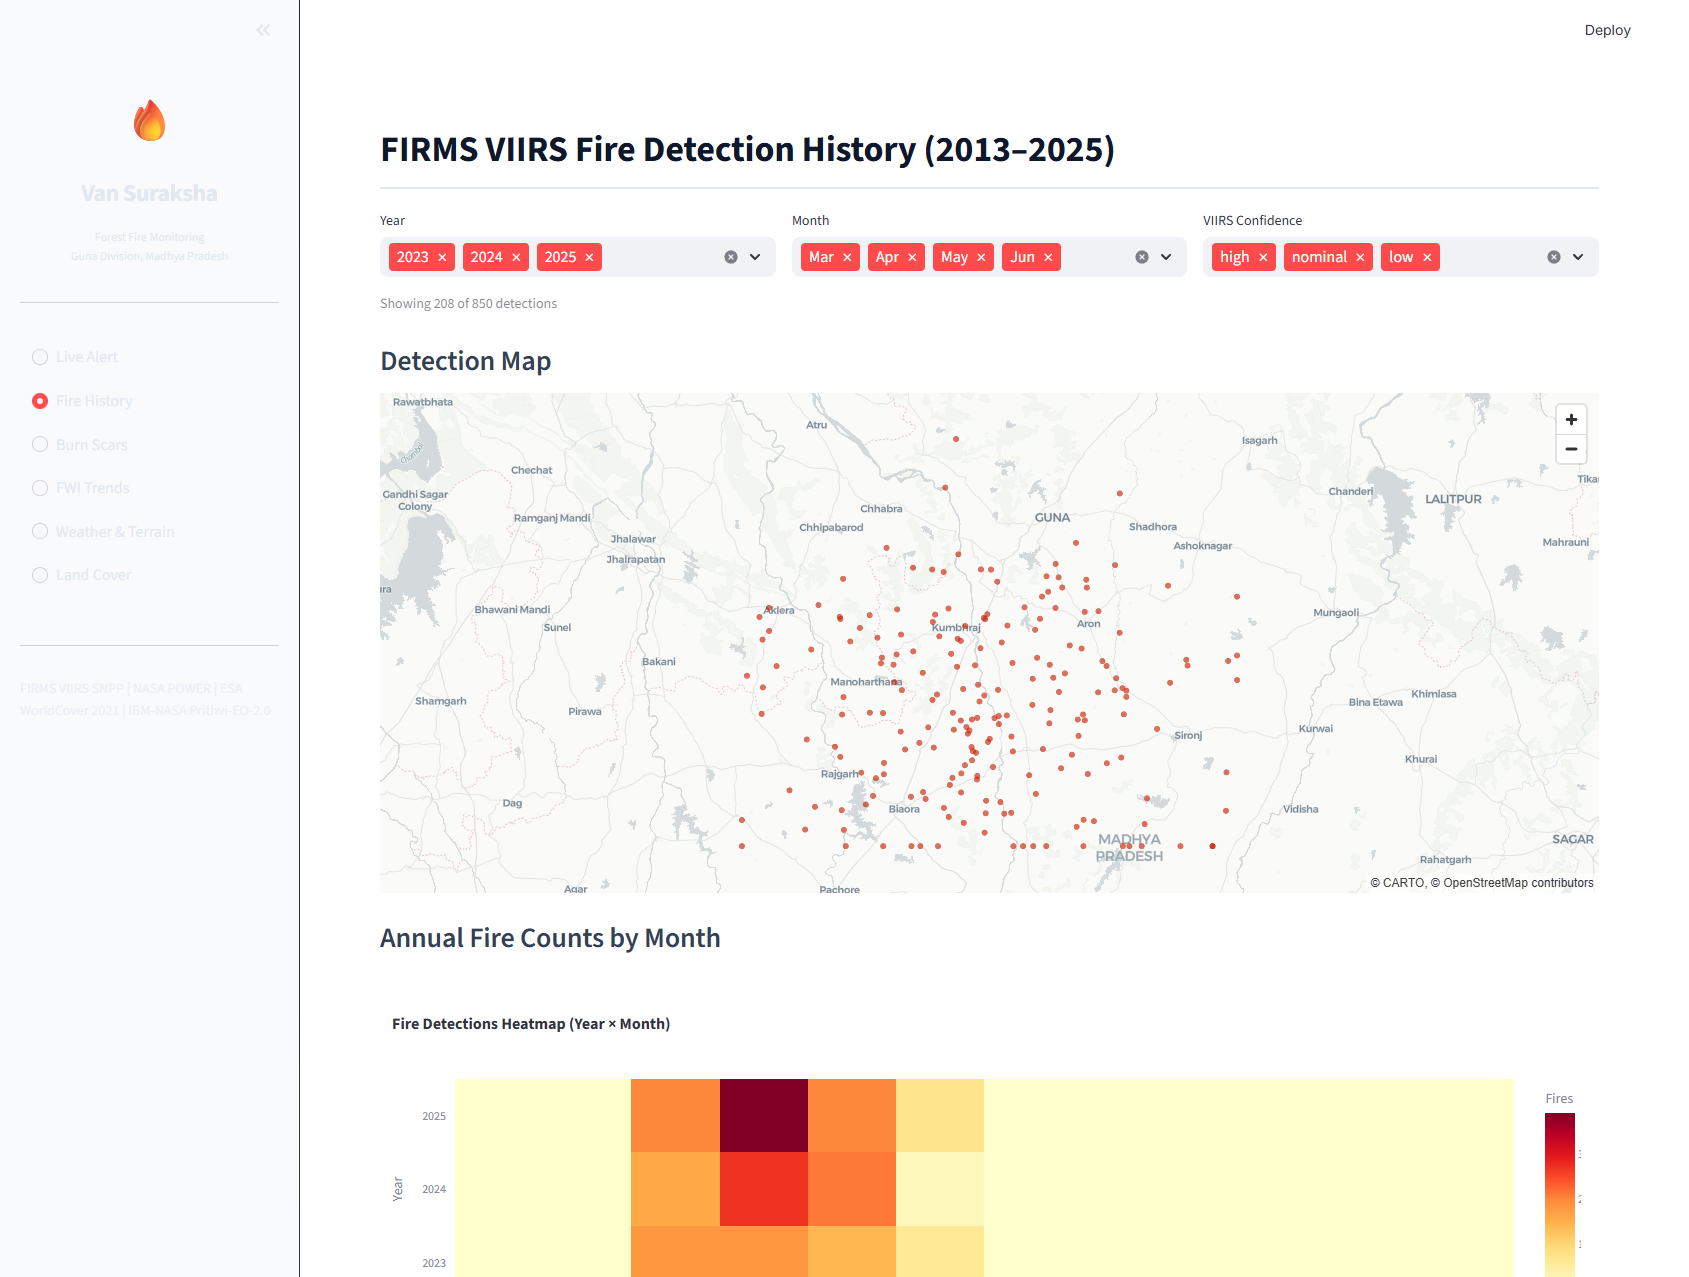 Deploy
Van Suraksha
Forest Fire Monitoring
Guna Division, Madhya Pradesh
Live Alert
Fire History
Burn Scars
FWI Trends
Weather & Terrain
Land Cover
FIRMS VIIRS SNPP | NASA POWER | ESA
WorldCover 2021 | IBM-NASA Prithvi-EO-2.0
FIRMS VIIRS Fire Detection History (2013–2025)
Year
Month
VIIRS Confidence
2023 × 2024 × 2025 ×
Mar × Apr × May × Jun ×
high × nominal × low ×
Showing 208 of 850 detections
Detection Map
Rawatbhata
Atru
Isagarh
Chambal
Chechat
Gandhi Sagar
Colony
Chanderi
LALITPUR
Chhabra
Ramganj Mandi
Chhipabarod
GUNA
Shadhora
Jhalawar
Ashoknagar
Mahrauni
Jhalrapatan
Bhawani Mandi
Aklera
Mungaoli
Sunel
Kumbhraj
Aron
Bakani
Manoharthana
Shamgarh
Pirawa
Khimlasa
Bina Etawa
Sironj
Kurwai
Khurai
Rajgarh
Dag
Biaora
Vidisha
MADHYA
PRADESH
SAGAR
Rahatgarh
Agar
Pachore
+
−
© CARTO, © OpenStreetMap contributors
Annual Fire Counts by Month
Fire Detections Heatmap (Year × Month)
Fires
2025
2024
2023
Year